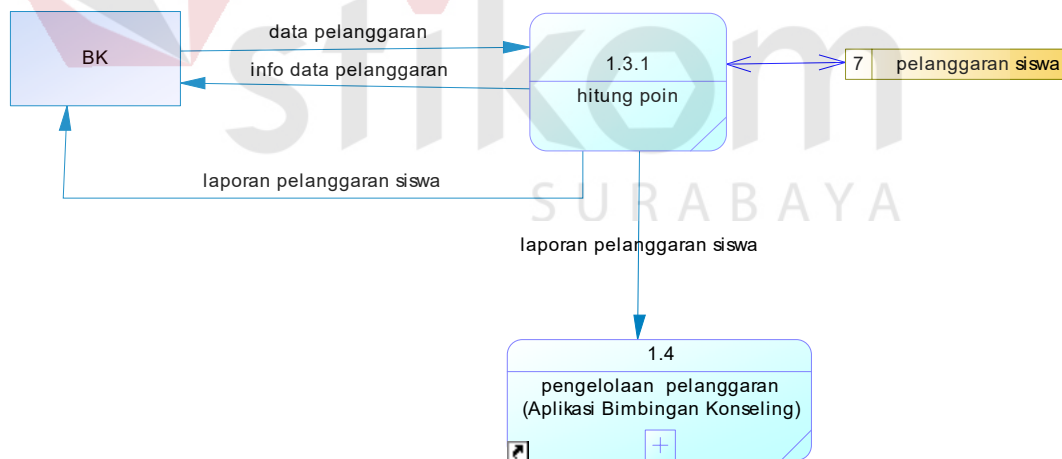 BK
data pelanggaran
info data pelanggaran
1.3.1
hitung poin
7 pelanggaran siswa
laporan pelanggaran siswa
stikom
SURABAYA
laporan pelanggaran siswa
1.4
pengelolaan pelanggaran
(Aplikasi Bimbingan Konseling)